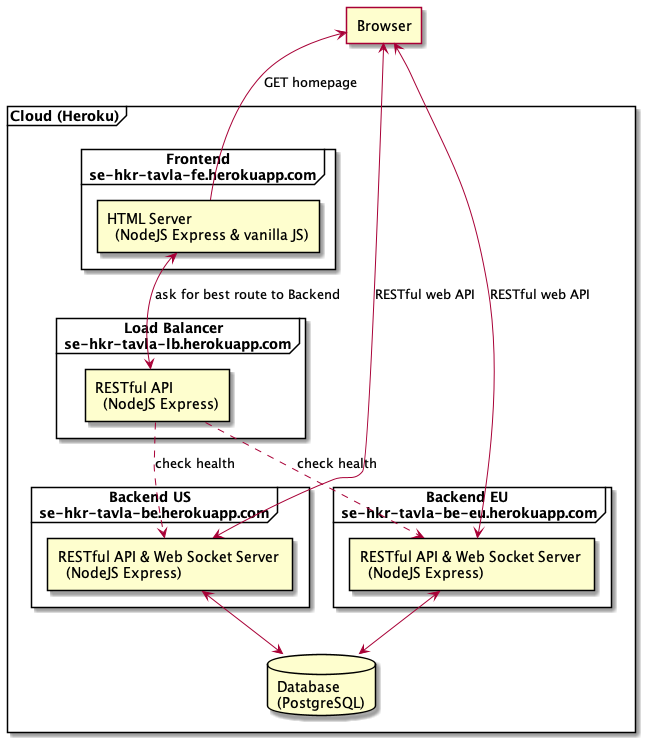 Browser
GET homepage
Cloud (Heroku)
Frontend
se-hkr-tavla-fe.herokuapp.com
HTML Server
(NodeJS Express & vanilla JS)
ask for best route to Backend
RESTful web API
RESTful web API
Load Balancer
se-hkr-tavla-lb.herokuapp.com
RESTful API
(NodeJS Express)
check health
check health
Backend US
se-hkr-tavla-be.herokuapp.com
Backend EU
se-hkr-tavla-be-eu.herokuapp.com
RESTful API & Web Socket Server
(NodeJS Express)
RESTful API & Web Socket Server
(NodeJS Express)
Database
(PostgreSQL)